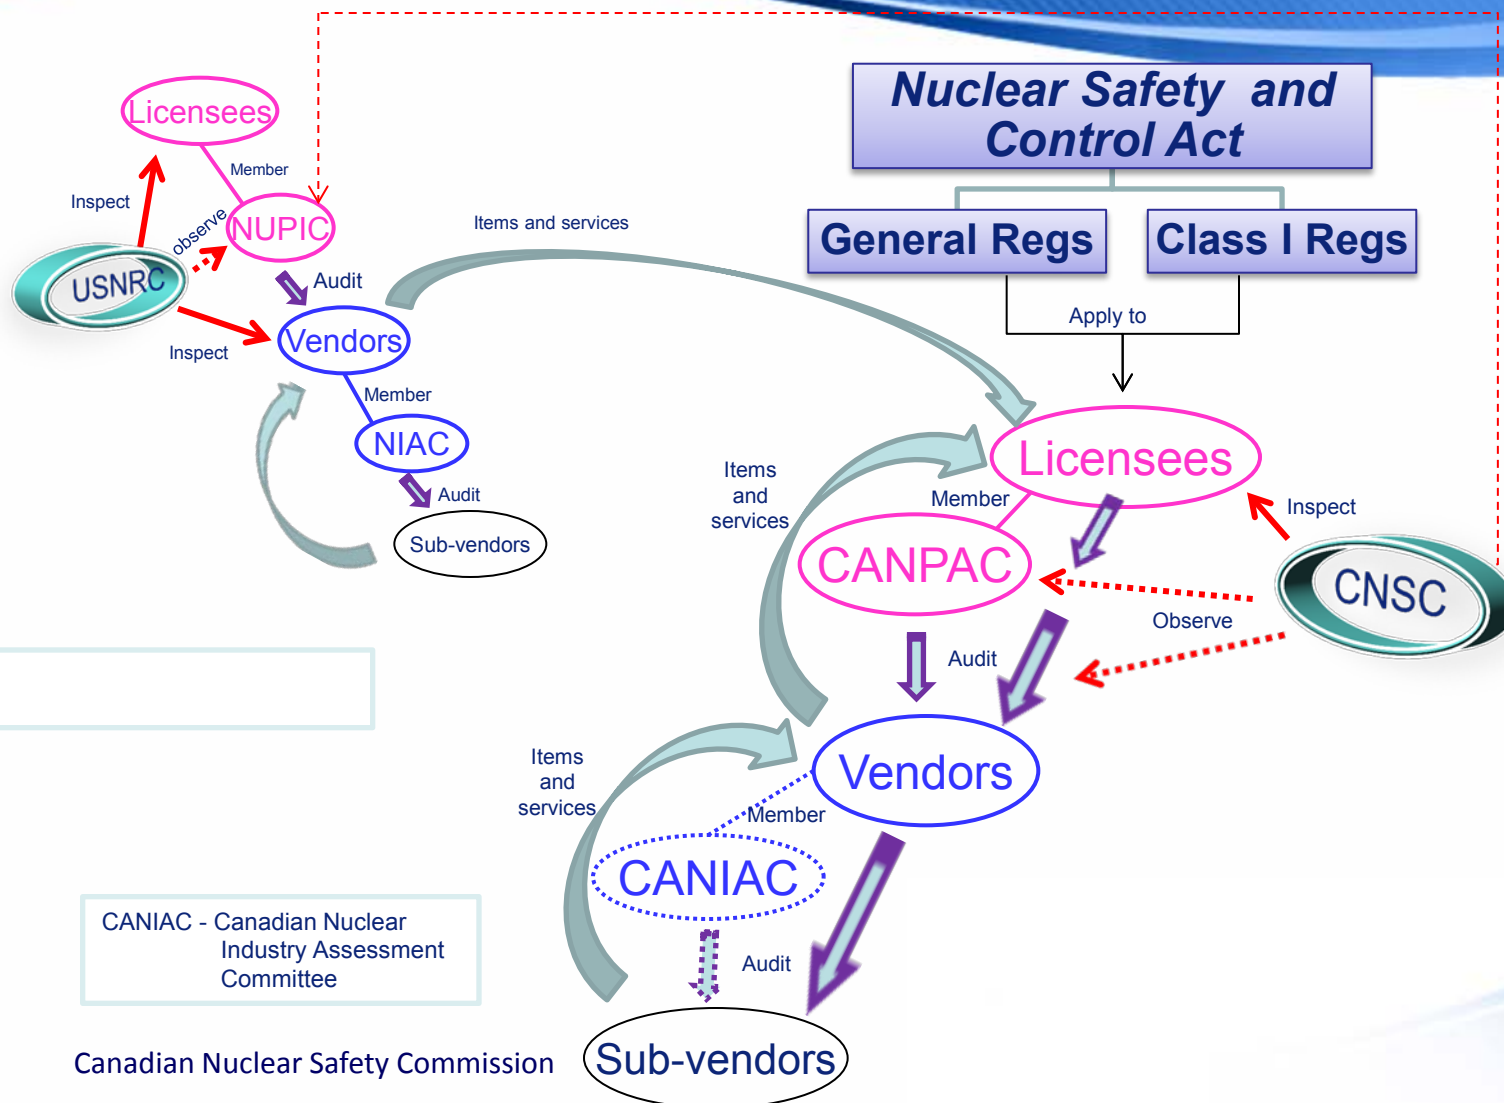 Nuclear Safety and
Control Act
General Regs
Class I Regs
Apply to
Licensees
Member
Inspect
observe
NUPIC
USNRC
Audit
Items and services
Vendors
Inspect
Member
NIAC
Audit
Sub-vendors
Licensees
Items
and
services
Member
Inspect
CANPAC
CNSC
Observe
Audit
Vendors
Items
and
services
Member
CANIAC
Audit
CANIAC - Canadian Nuclear
Industry Assessment
Committee
Sub-vendors
Canadian Nuclear Safety Commission